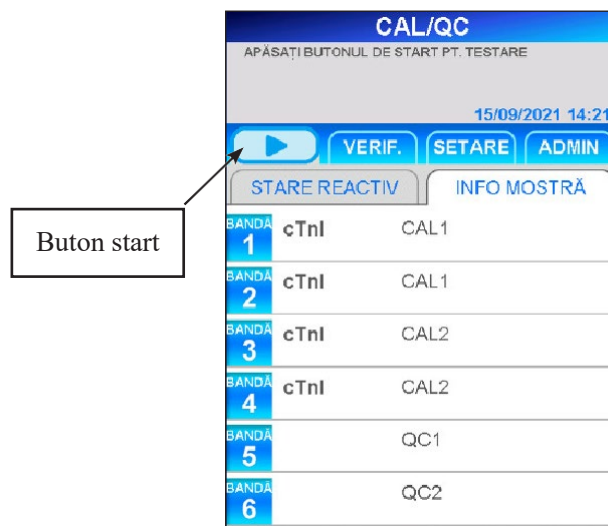 CAL/QC
APĂSAȚI BUTONUL DE START PT. TESTARE
15/09/2021 14:21
VERIF. SETARE ADMIN
STARE REACTIV INFO MOSTRĂ
Buton start
BANDĂ 1 cTnI CAL1
BANDĂ 2 cTnI CAL1
BANDĂ 3 cTnI CAL2
BANDĂ 4 cTnI CAL2
BANDĂ 5 QC1
BANDĂ 6 QC2